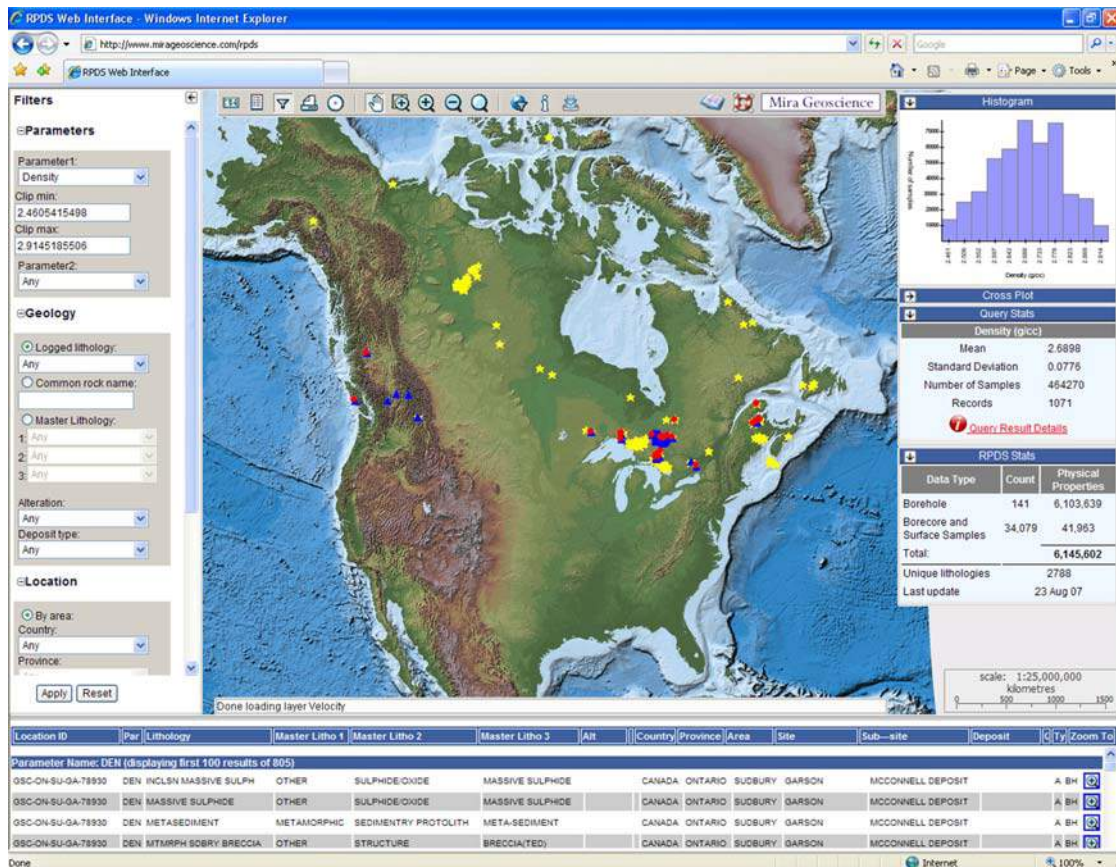 RPDS Web Interface - Windows Internet Explorer
http://www.mirageoscience.com/rpds
Google
RPDS Web Interface
Page
Tools
Filters
Parameters
Parameter1:
Density
Clip min:
2.4605415498
Clip max:
2.9145185506
Parameter2:
Any
Geology
Logged lithology:
Any
Common rock name:
Master Lithology:
1: Any
2: Any
3: Any
Alteration:
Any
Deposit type:
Any
Location
By area:
Country:
Any
Province:
Apply Reset
Mira Geoscience
Done loading layer Velocity
Histogram
Number of samples
Density (g/cc)
Cross Plot
Query Stats
Density (g/cc)
Mean 2.6898
Standard Deviation 0.0776
Number of Samples 464270
Records 1071
Query Result Details
RPDS Stats
Data Type Count Physical Properties
Borehole 141 6,103,639
Borecore and Surface Samples 34,079 41,963
Total: 6,145,602
Unique lithologies 2788
Last update 23 Aug 07
scale: 1:25,000,000
kilometres
0 500 1000 1500
Location ID Par Lithology Master Litho 1 Master Litho 2 Master Litho 3 Alt Country Province Area Site Sub—site Deposit C Ty Zoom To
Parameter Name: DEN (displaying first 100 results of 805)
GSC-ON-SU-GA-78930 DEN INCLSN MASSIVE SULPH OTHER SULPHIDE/OXIDE MASSIVE SULPHIDE CANADA ONTARIO SUDBURY GARSON MCCONNELL DEPOSIT A BH
GSC-ON-SU-GA-78930 DEN MASSIVE SULPHIDE OTHER SULPHIDE/OXIDE MASSIVE SULPHIDE CANADA ONTARIO SUDBURY GARSON MCCONNELL DEPOSIT A BH
GSC-ON-SU-GA-78930 DEN METASEDIMENT METAMORPHIC SEDIMENTRY PROTOLITH META-SEDIMENT CANADA ONTARIO SUDBURY GARSON MCCONNELL DEPOSIT A BH
GSC-ON-SU-GA-78930 DEN MTMRPH SDBRY BRECCIA OTHER STRUCTURE BRECCIA(TED) CANADA ONTARIO SUDBURY GARSON MCCONNELL DEPOSIT A BH
Done Internet 100%